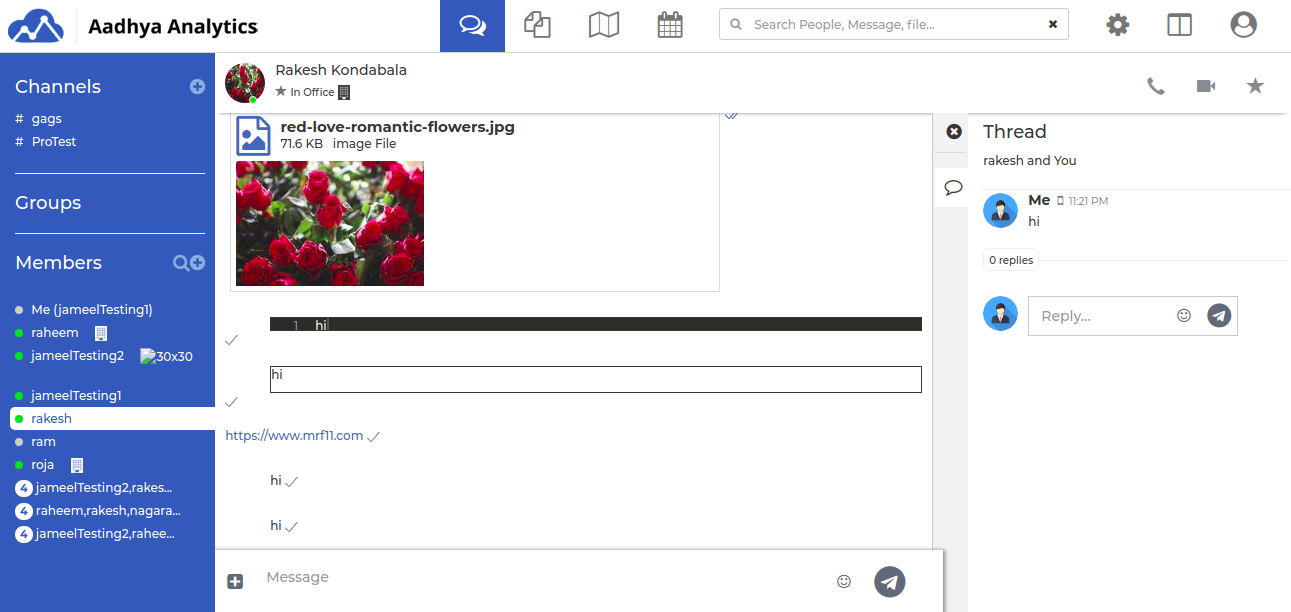 Aadhya Analytics
Search People, Message, file...
Channels
# gags
# ProTest
Groups
Members
Me (jameelTesting1)
raheem
jameelTesting2 30x30
jameelTesting1
rakesh
ram
roja
4 jameelTesting2,rakes...
4 raheem,rakesh,nagara...
4 jameelTesting2,rahee...
Rakesh Kondabala
In Office
red-love-romantic-flowers.jpg
71.6 KB image File
1 hi
hi
https://www.mrf11.com
hi
hi
Message
Thread
rakesh and You
Me 11:21 PM
hi
0 replies
Reply...